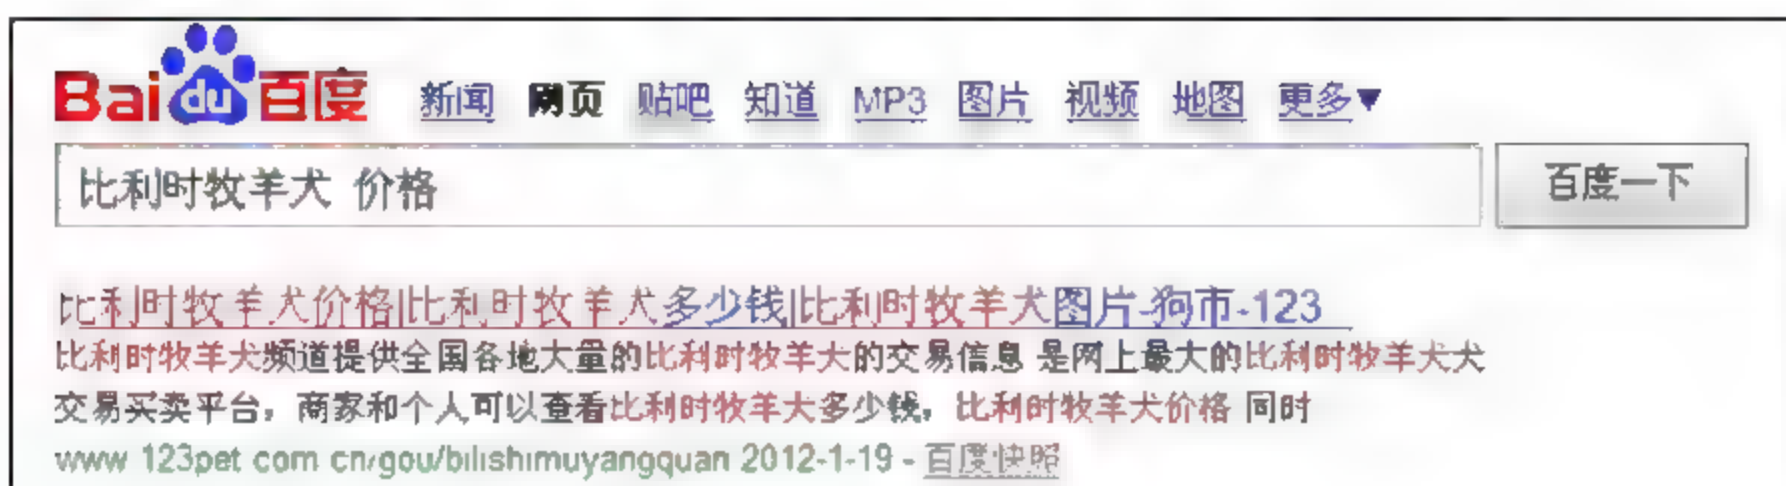 Bai du 百度 新闻 网页 贴吧 知道 MP3 图片 视频 地图 更多▼
比利时牧羊犬 价格 百度一下
比利时牧羊犬价格|比利时牧羊犬多少钱|比利时牧羊犬图片-狗市-123
比利时牧羊犬频道提供全国各地大量的比利时牧羊犬的交易信息 是网上最大的比利时牧羊犬犬
交易买卖平台，商家和个人可以查看比利时牧羊犬多少钱，比利时牧羊犬价格 同时
www 123pet com cn/gou/bilishimuyangquan 2012-1-19 - 百度快照